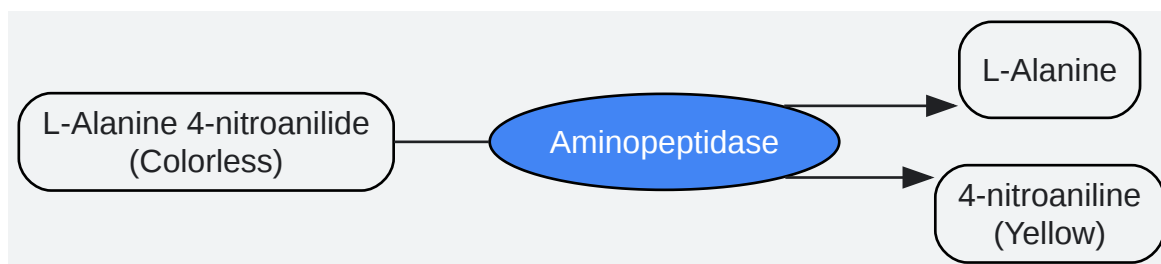 L-Alanine 4-nitroanilide
(Colorless)
Aminopeptidase
L-Alanine
4-nitroaniline
(Yellow)